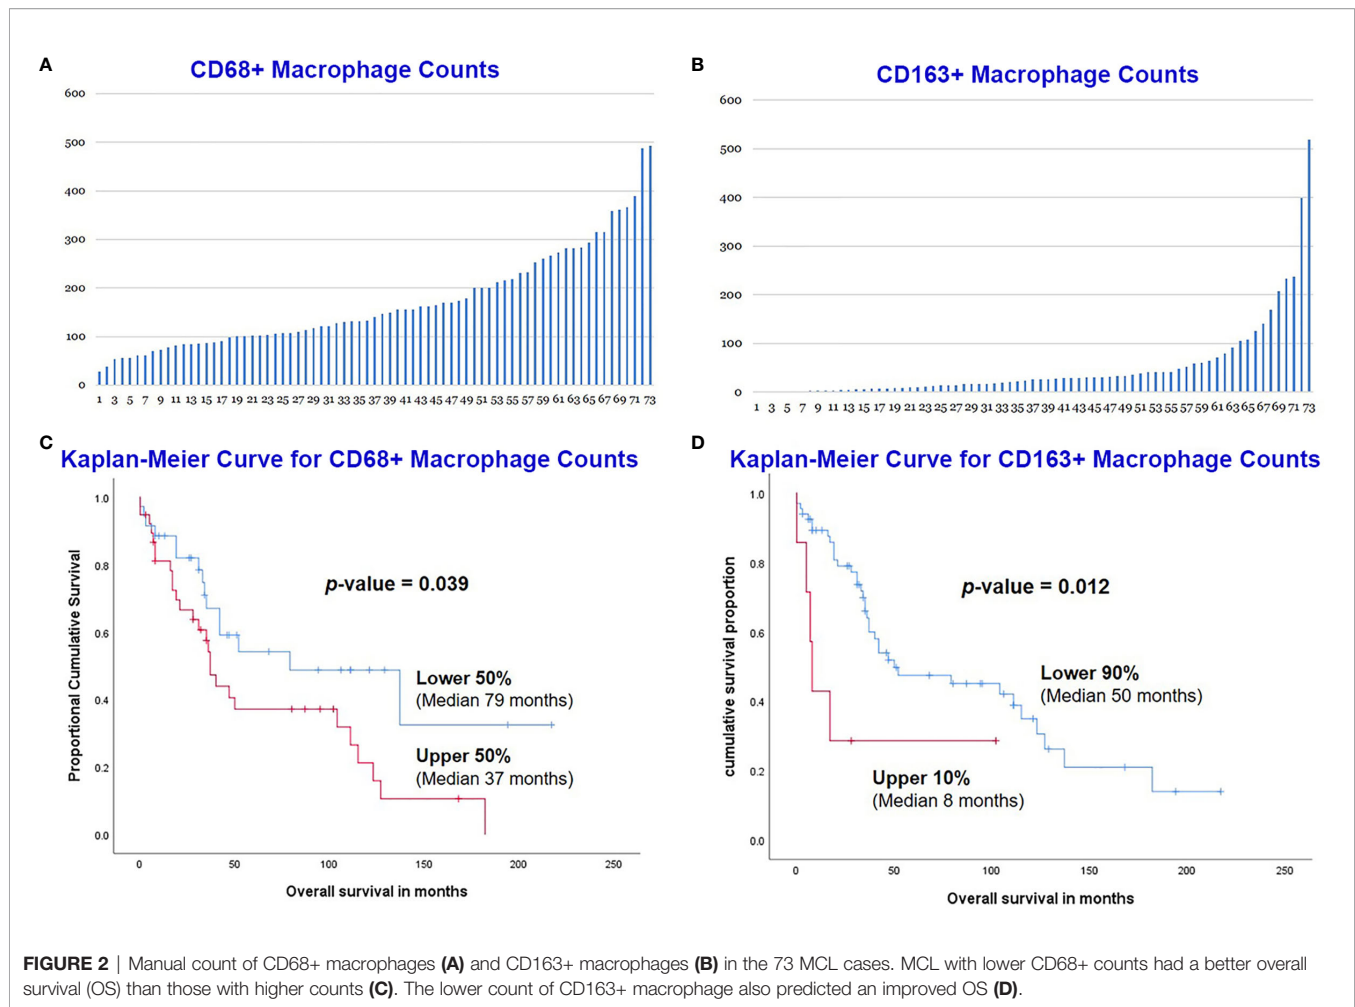 A
CD68+ Macrophage Counts
600
500
400
300
200
100
0
1 3 5 7 9 11 13 15 17 19 21 23 25 27 29 31 33 35 37 39 41 43 45 47 49 51 53 55 57 59 61 63 65 67 69 71 73
B
CD163+ Macrophage Counts
600
500
400
300
200
100
0
1 3 5 7 9 11 13 15 17 19 21 23 25 27 29 31 33 35 37 39 41 43 45 47 49 51 53 55 57 59 61 63 65 67 69 71 73
C
Kaplan-Meier Curve for CD68+ Macrophage Counts
Proportional Cumulative Survival
1.0
0.8
0.6
0.4
0.2
0.0
p-value = 0.039
Lower 50%
(Median 79 months)
Upper 50%
(Median 37 months)
0 50 100 150 200 250
Overall survival in months
D
Kaplan-Meier Curve for CD163+ Macrophage Counts
cumulative survival proportion
1.0
0.8
0.6
0.4
0.2
0.0
p-value = 0.012
Lower 90%
(Median 50 months)
Upper 10%
(Median 8 months)
0 50 100 150 200 250
Overall survival in months
FIGURE 2 | Manual count of CD68+ macrophages (A) and CD163+ macrophages (B) in the 73 MCL cases. MCL with lower CD68+ counts had a better overall
survival (OS) than those with higher counts (C). The lower count of CD163+ macrophage also predicted an improved OS (D).